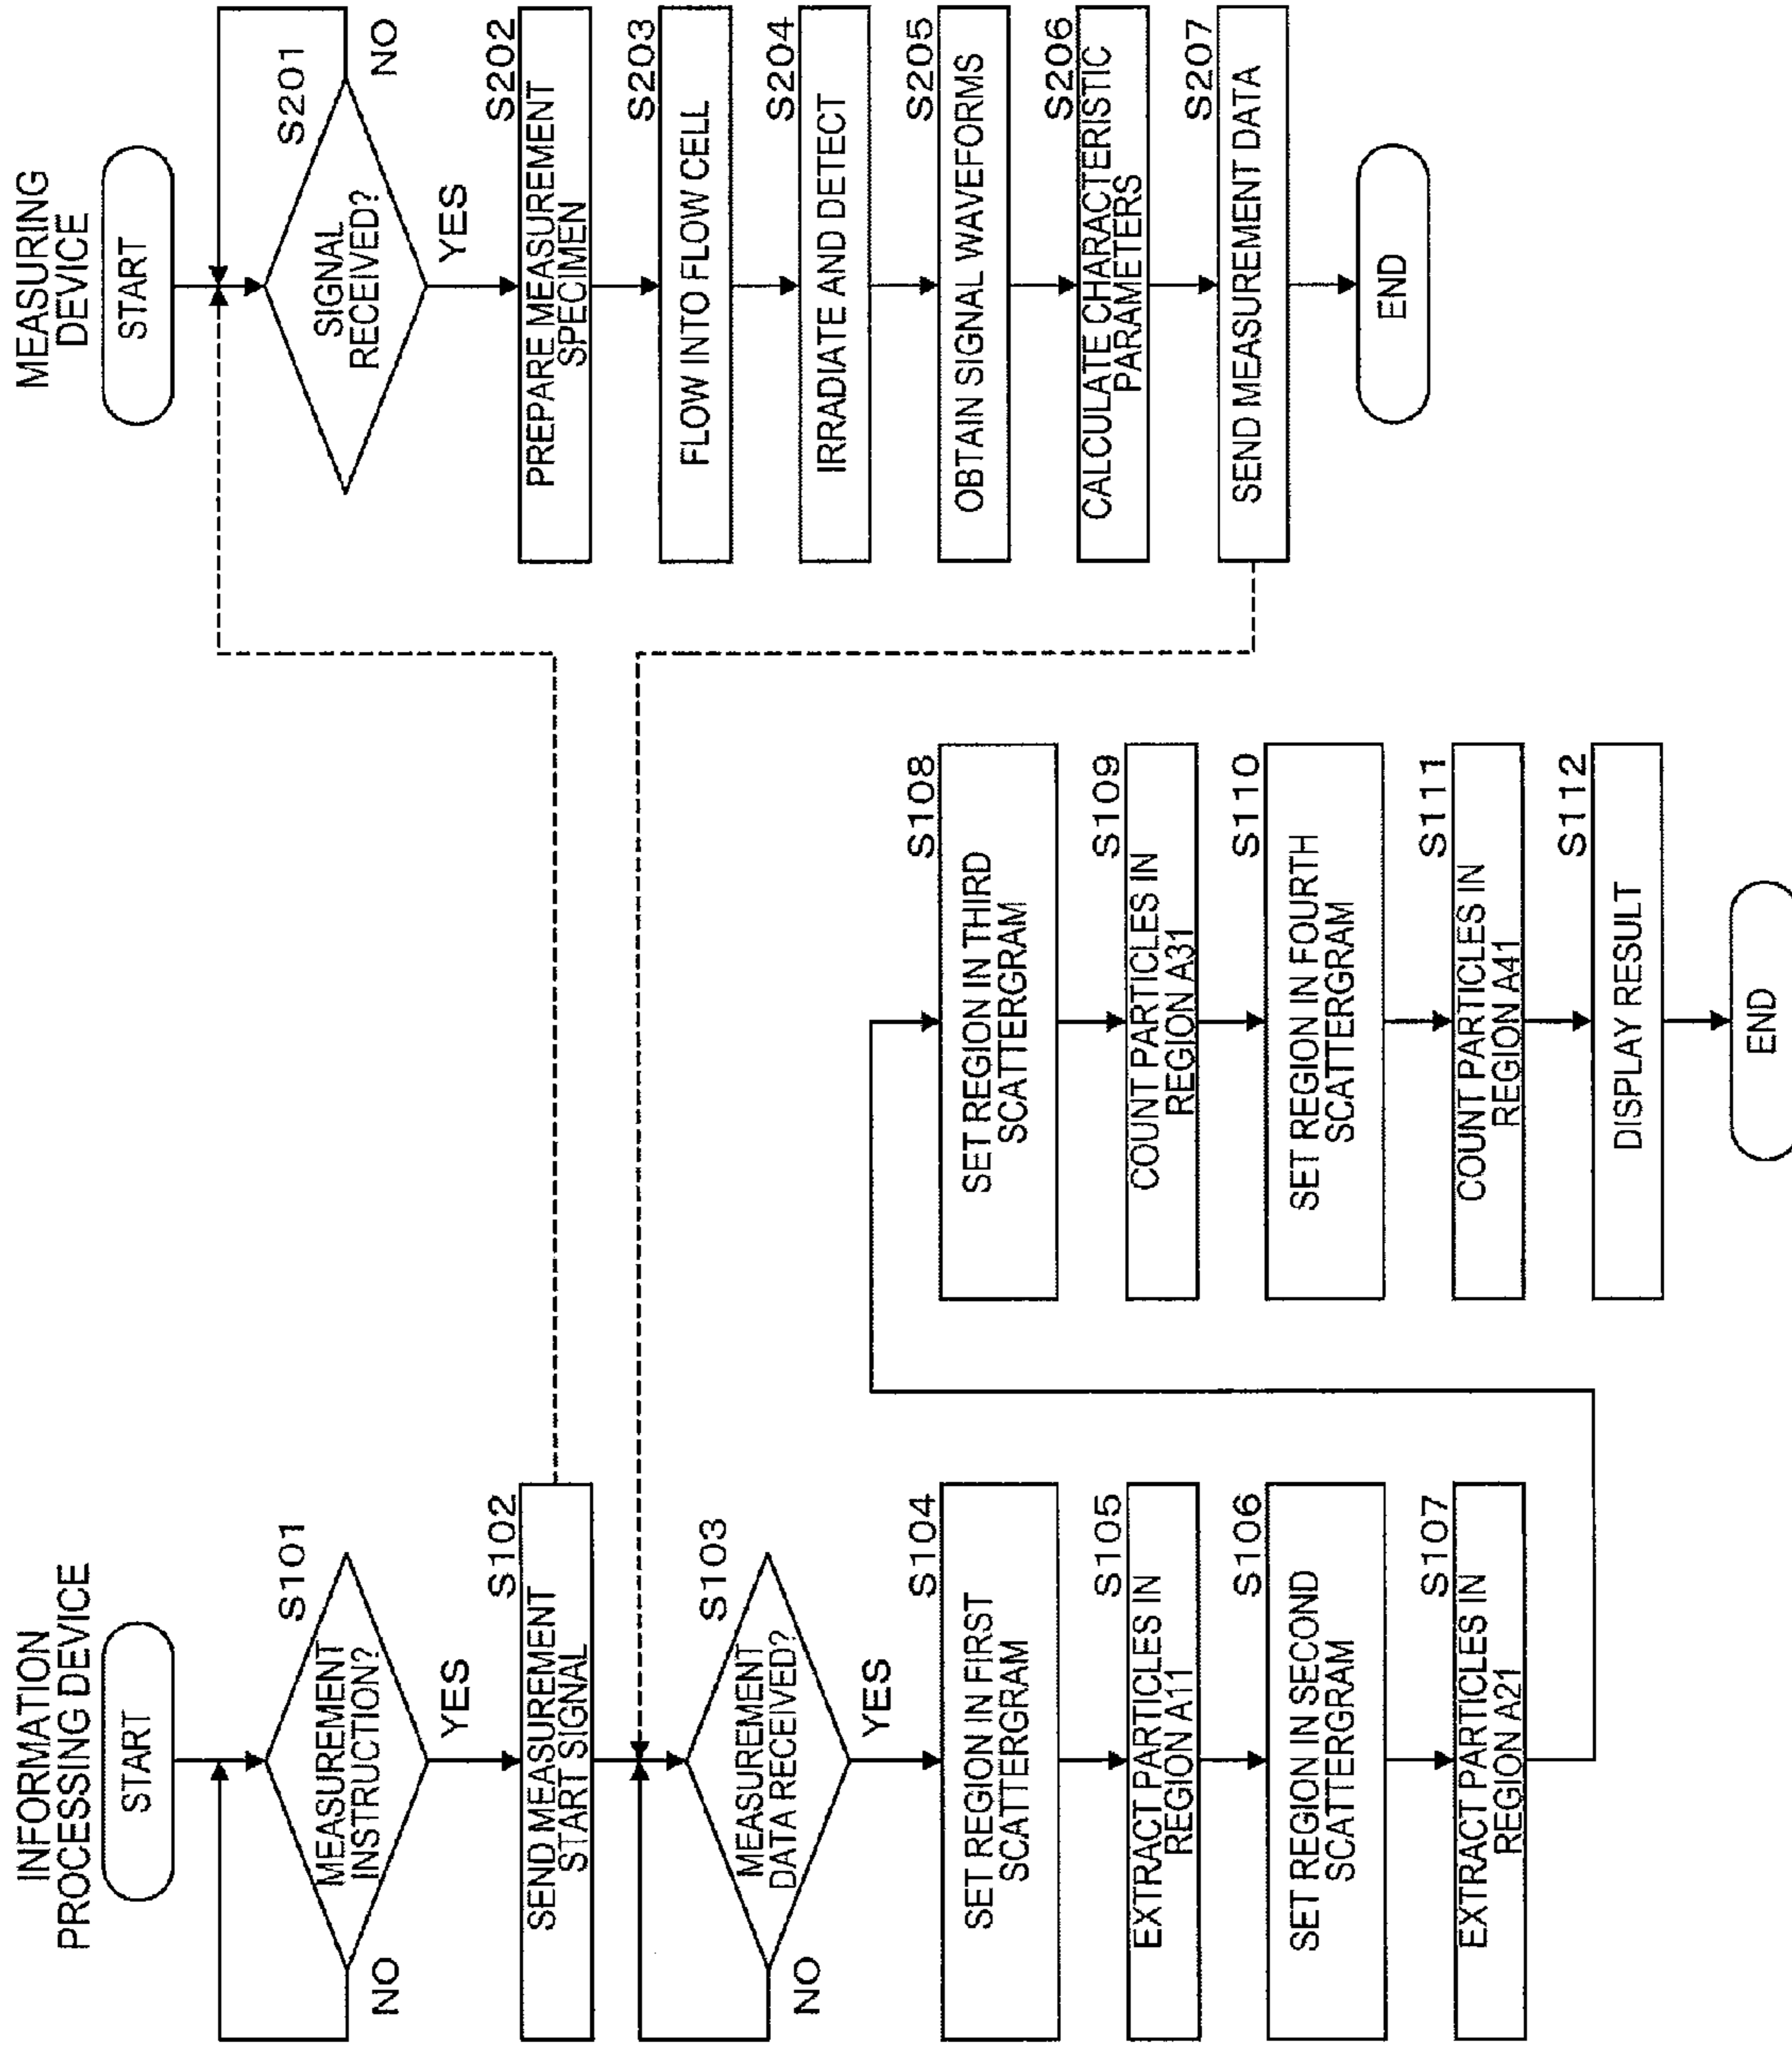 INFORMATION
PROCESSING DEVICE
START
S101
MEASUREMENT
INSTRUCTION?
NO
YES
S102
SEND MEASUREMENT
START SIGNAL
S103
MEASUREMENT
DATA RECEIVED?
NO
YES
S104
SET REGION IN FIRST
SCATTERGRAM
S105
EXTRACT PARTICLES IN
REGION A11
S106
SET REGION IN SECOND
SCATTERGRAM
S107
EXTRACT PARTICLES IN
REGION A21
S108
SET REGION IN THIRD
SCATTERGRAM
S109
COUNT PARTICLES IN
REGION A31
S110
SET REGION IN FOURTH
SCATTERGRAM
S111
COUNT PARTICLES IN
REGION A41
S112
DISPLAY RESULT
END
MEASURING
DEVICE
START
S201
SIGNAL
RECEIVED?
NO
YES
S202
PREPARE MEASUREMENT
SPECIMEN
S203
FLOW INTO FLOW CELL
S204
IRRADIATE AND DETECT
S205
OBTAIN SIGNAL WAVEFORMS
S206
CALCULATE CHARACTERISTIC
PARAMETERS
S207
SEND MEASUREMENT DATA
END